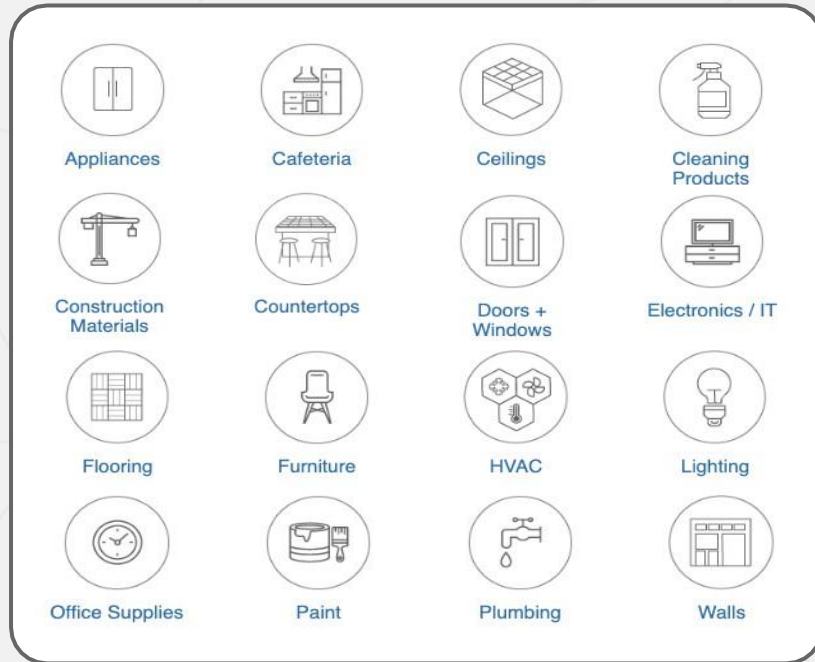 Appliances
Cafeteria
Ceilings
Cleaning
Products
Construction
Materials
Countertops
Doors +
Windows
Electronics / IT
Flooring
Furniture
HVAC
Lighting
Office Supplies
Paint
Plumbing
Walls